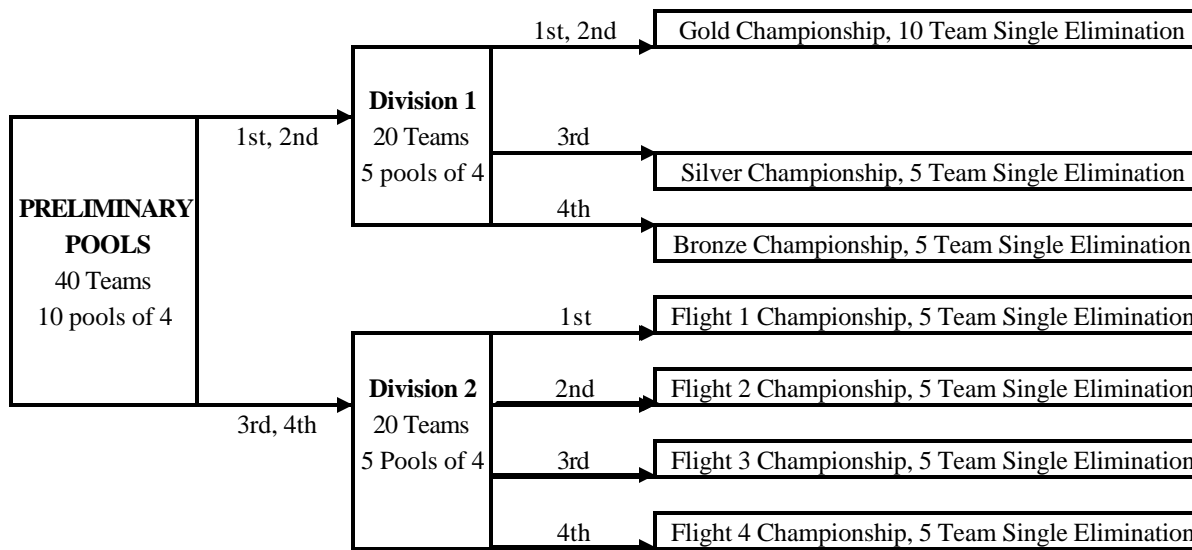 1st, 2nd
Gold Championship, 10 Team Single Elimination
Division 1
20 Teams
5 pools of 4
1st, 2nd
3rd
Silver Championship, 5 Team Single Elimination
4th
Bronze Championship, 5 Team Single Elimination
PRELIMINARY
POOLS
40 Teams
10 pools of 4
1st
Flight 1 Championship, 5 Team Single Elimination
Division 2
20 Teams
5 Pools of 4
3rd, 4th
2nd
Flight 2 Championship, 5 Team Single Elimination
3rd
Flight 3 Championship, 5 Team Single Elimination
4th
Flight 4 Championship, 5 Team Single Elimination